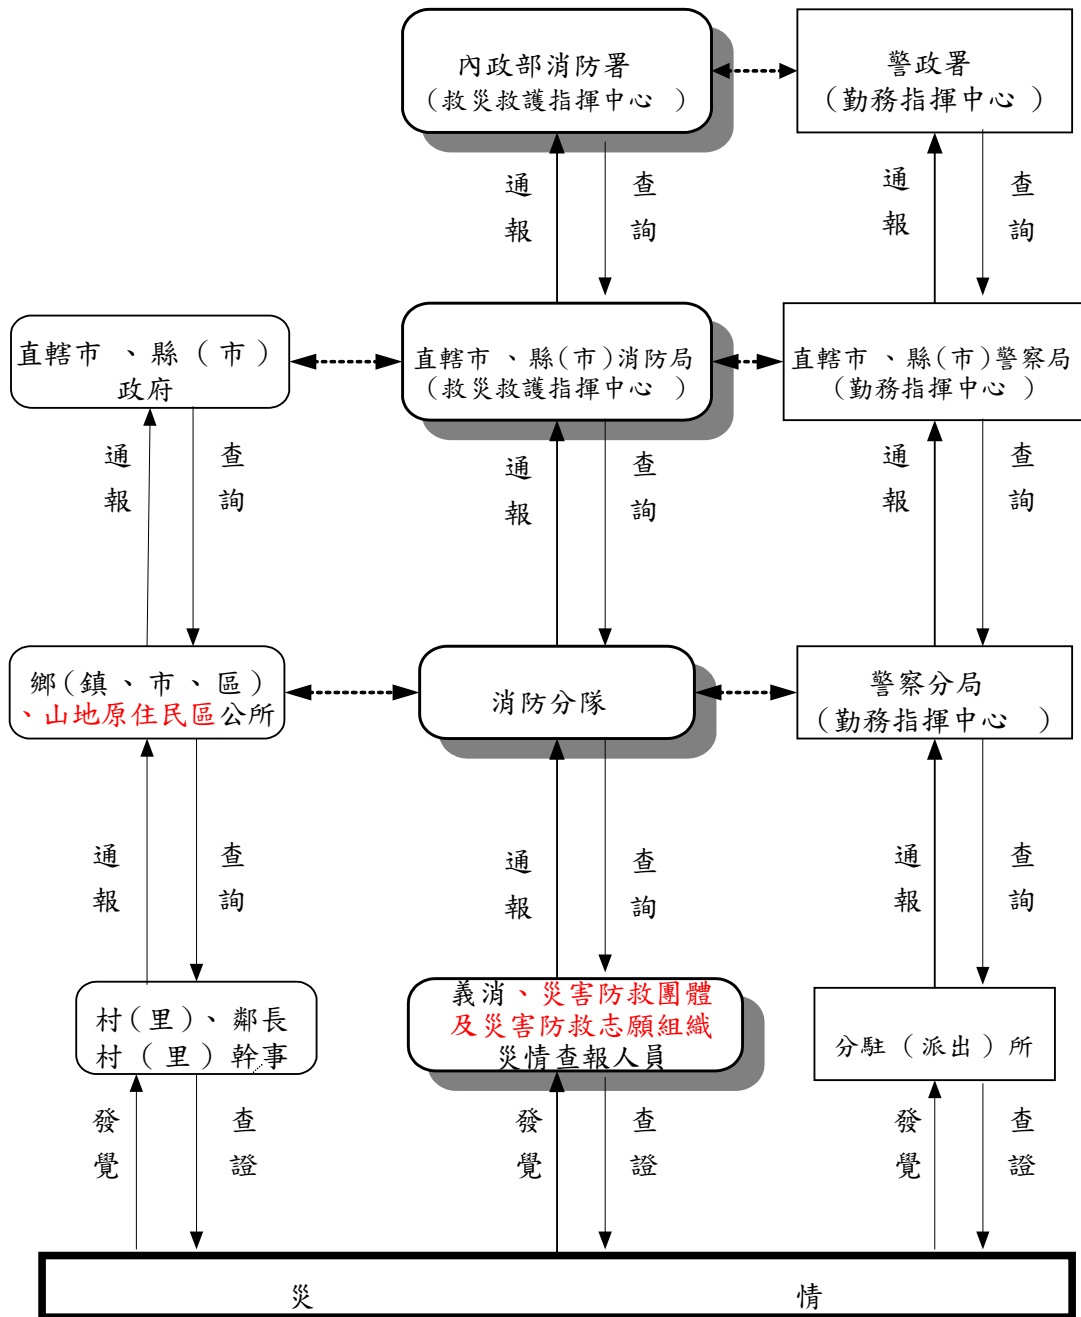 內政部消防署
(救災救護指揮中心 )
警政署
(勤務指揮中心 )
通報
查詢
通報
查詢
直轄市、縣(市)
政府
直轄市、縣(市)消防局
(救災救護指揮中心 )
直轄市、縣(市)警察局
(勤務指揮中心 )
通報
查詢
通報
查詢
通報
查詢
鄉(鎮、市、區)
、山地原住民區公所
消防分隊
警察分局
(勤務指揮中心 )
通報
查詢
通報
查詢
通報
查詢
村(里)、鄰長
村(里)幹事
義消、災害防救團體
及災害防救志願組織
災情查報人員
分駐(派出)所
發覺
查證
發覺
查證
發覺
查證
災 情